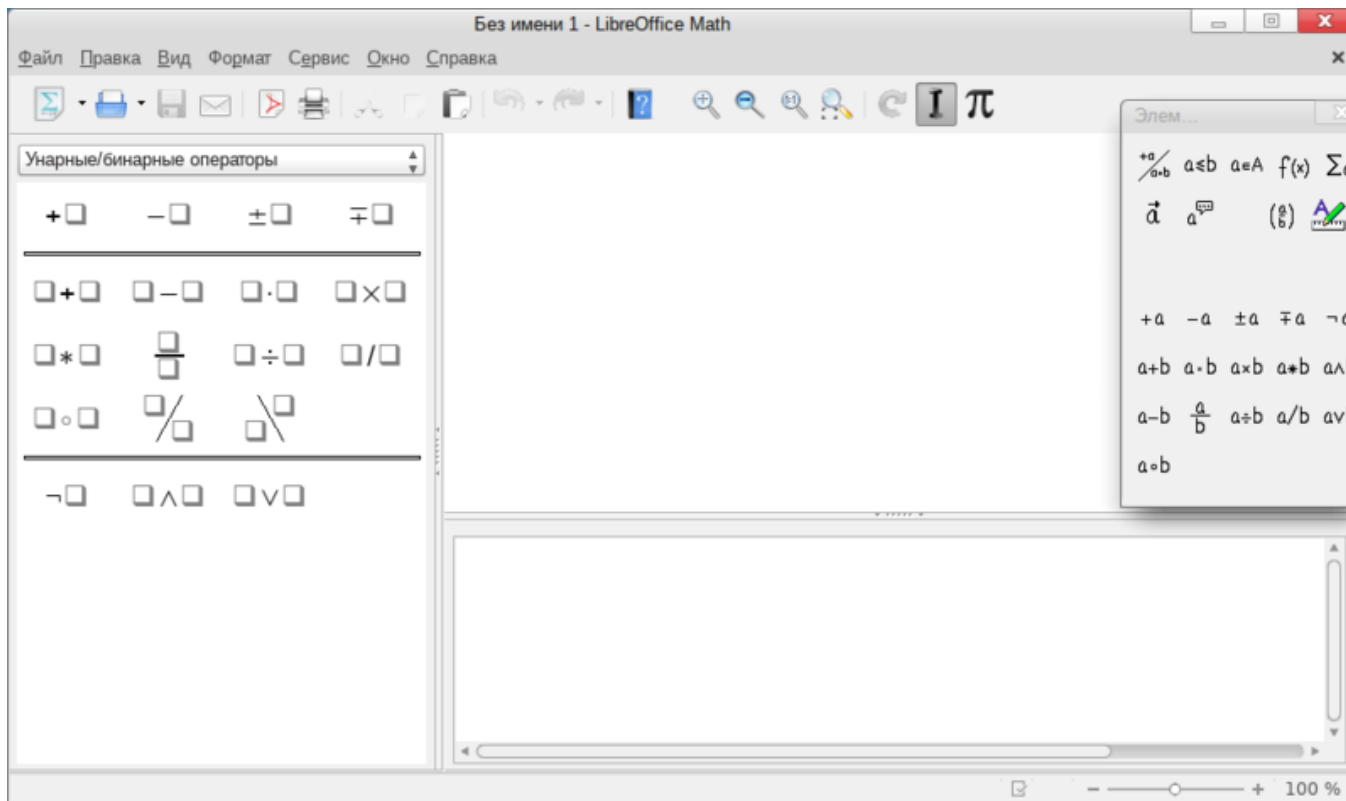 Без имени 1 - LibreOffice Math
Файл Правка Вид Формат Сервис Окно Справка
π
Элем...
Унарные/бинарные операторы
+a/a∘b a≤b a∈A f(x) Σ
a⃗ a (a b)
+□ −□ ±□ ∓□
□+□ □−□ □·□ □×□
□∗□ □/□ □÷□ □/□
□∘□ □/□ □\□
¬□ □∧□ □∨□
+a −a ±a ∓a ¬a
a+b a·b a×b a∗b a∧
a−b a/b a÷b a/b a∨
a∘b
100 %